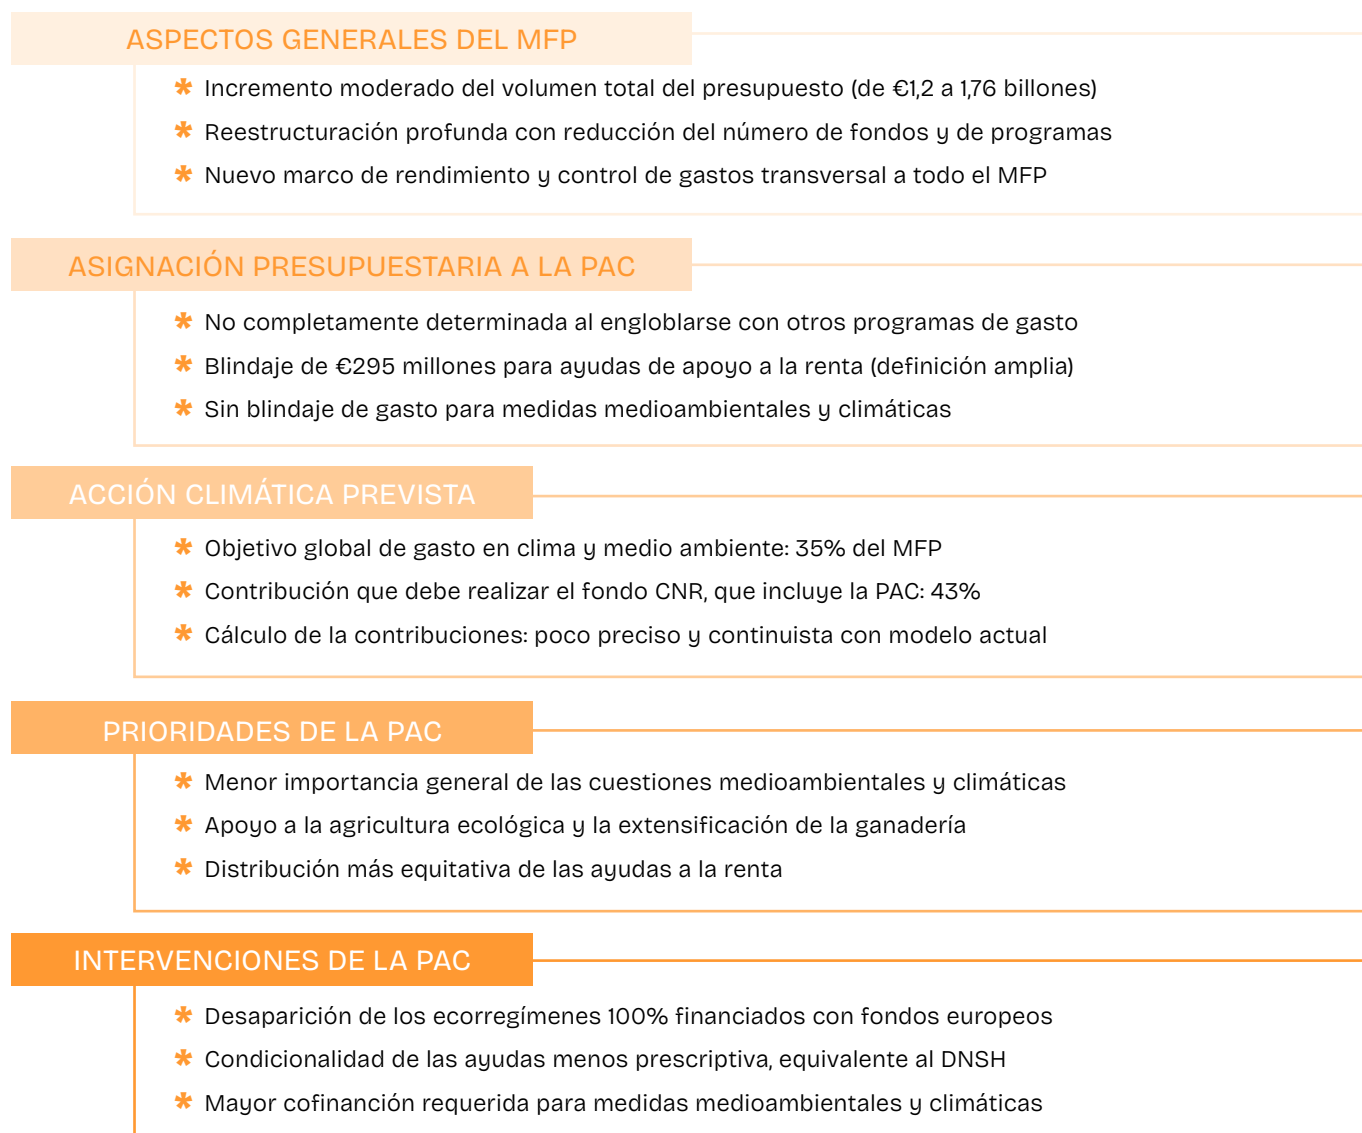 ASPECTOS GENERALES DEL MFP
* Incremento moderado del volumen total del presupuesto (de €1,2 a 1,76 billones)
* Reestructuración profunda con reducción del número de fondos y de programas
* Nuevo marco de rendimiento y control de gastos transversal a todo el MFP
ASIGNACIÓN PRESUPUESTARIA A LA PAC
* No completamente determinada al engloblarse con otros programas de gasto
* Blindaje de €295 millones para ayudas de apoyo a la renta (definición amplia)
* Sin blindaje de gasto para medidas medioambientales y climáticas
ACCIÓN CLIMÁTICA PREVISTA
* Objetivo global de gasto en clima y medio ambiente: 35% del MFP
* Contribución que debe realizar el fondo CNR, que incluye la PAC: 43%
* Cálculo de la contribuciones: poco preciso y continuista con modelo actual
PRIORIDADES DE LA PAC
* Menor importancia general de las cuestiones medioambientales y climáticas
* Apoyo a la agricultura ecológica y la extensificación de la ganadería
* Distribución más equitativa de las ayudas a la renta
INTERVENCIONES DE LA PAC
* Desaparición de los ecorregímenes 100% financiados con fondos europeos
* Condicionalidad de las ayudas menos prescriptiva, equivalente al DNSH
* Mayor cofinanción requerida para medidas medioambientales y climáticas